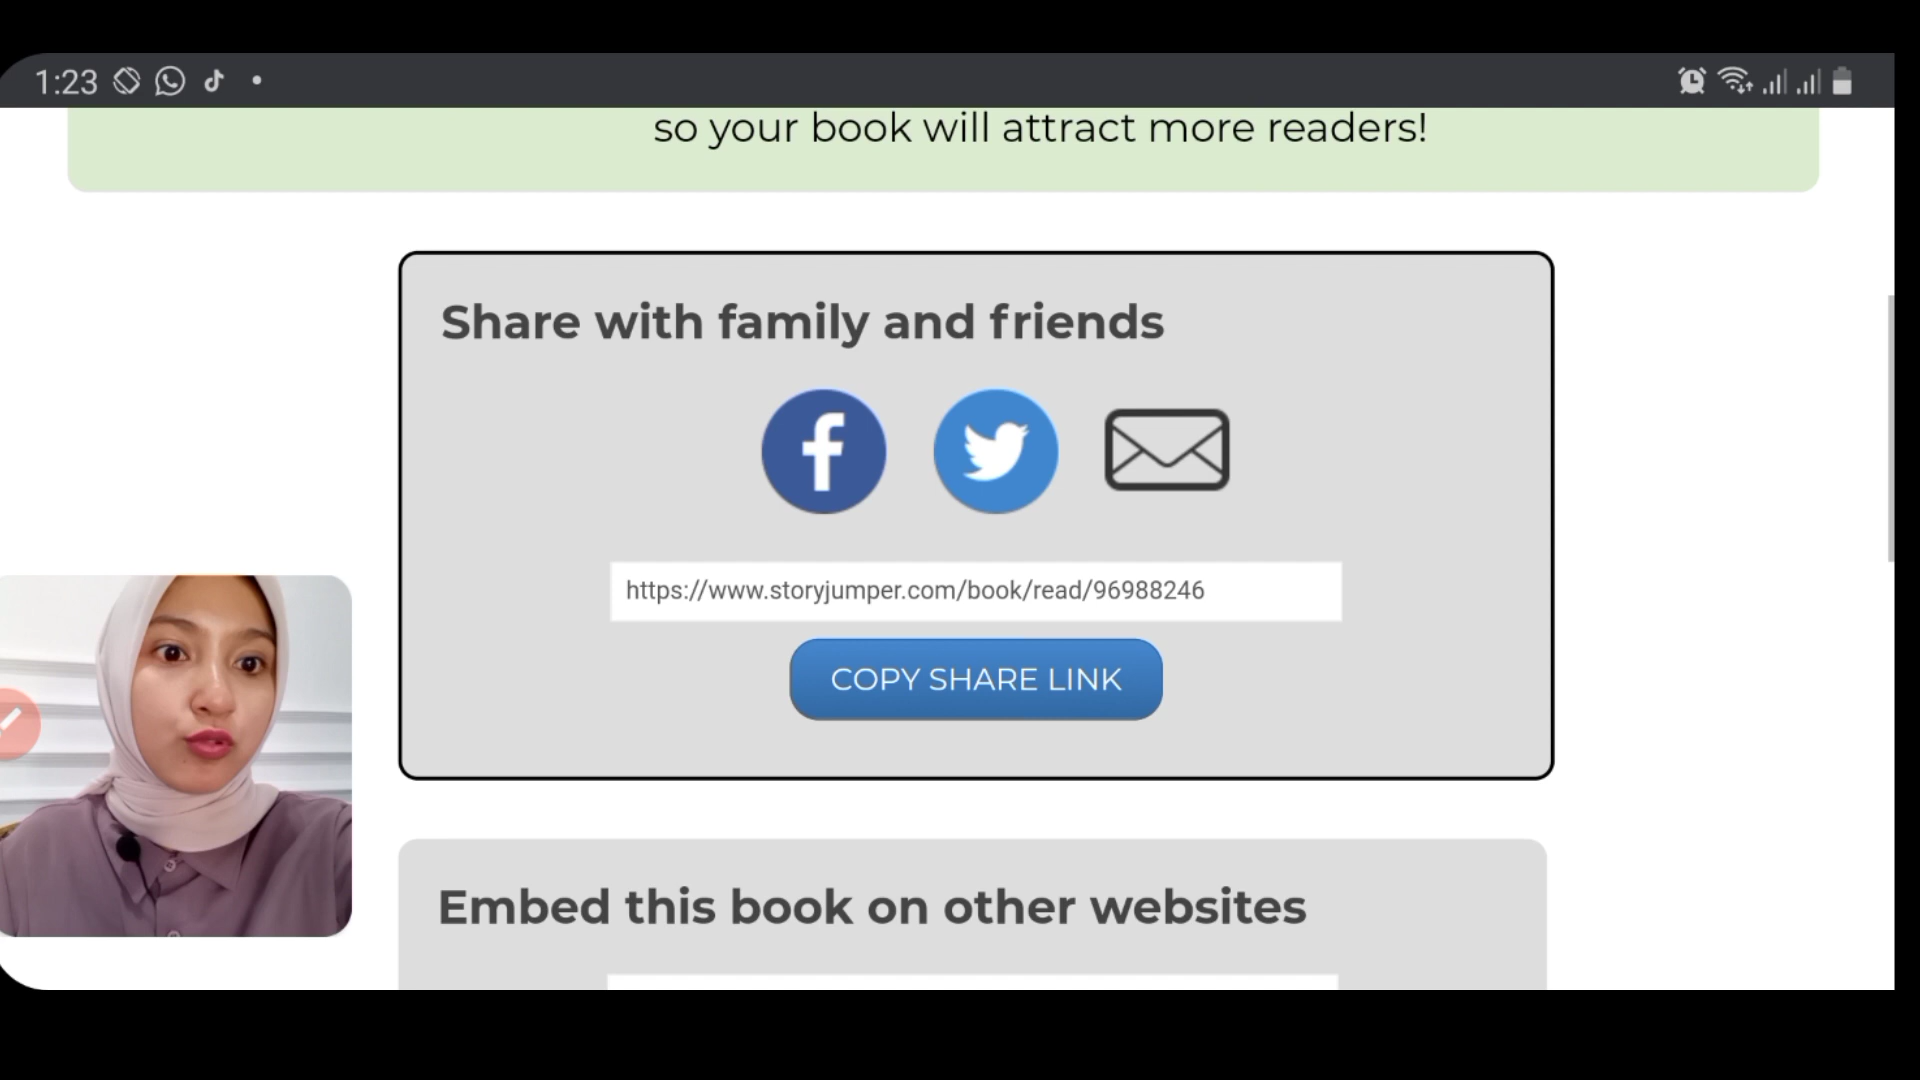 1:23
so your book will attract more readers!
Share with family and friends
https://www.storyjumper.com/book/read/96988246
COPY SHARE LINK
Embed this book on other websites